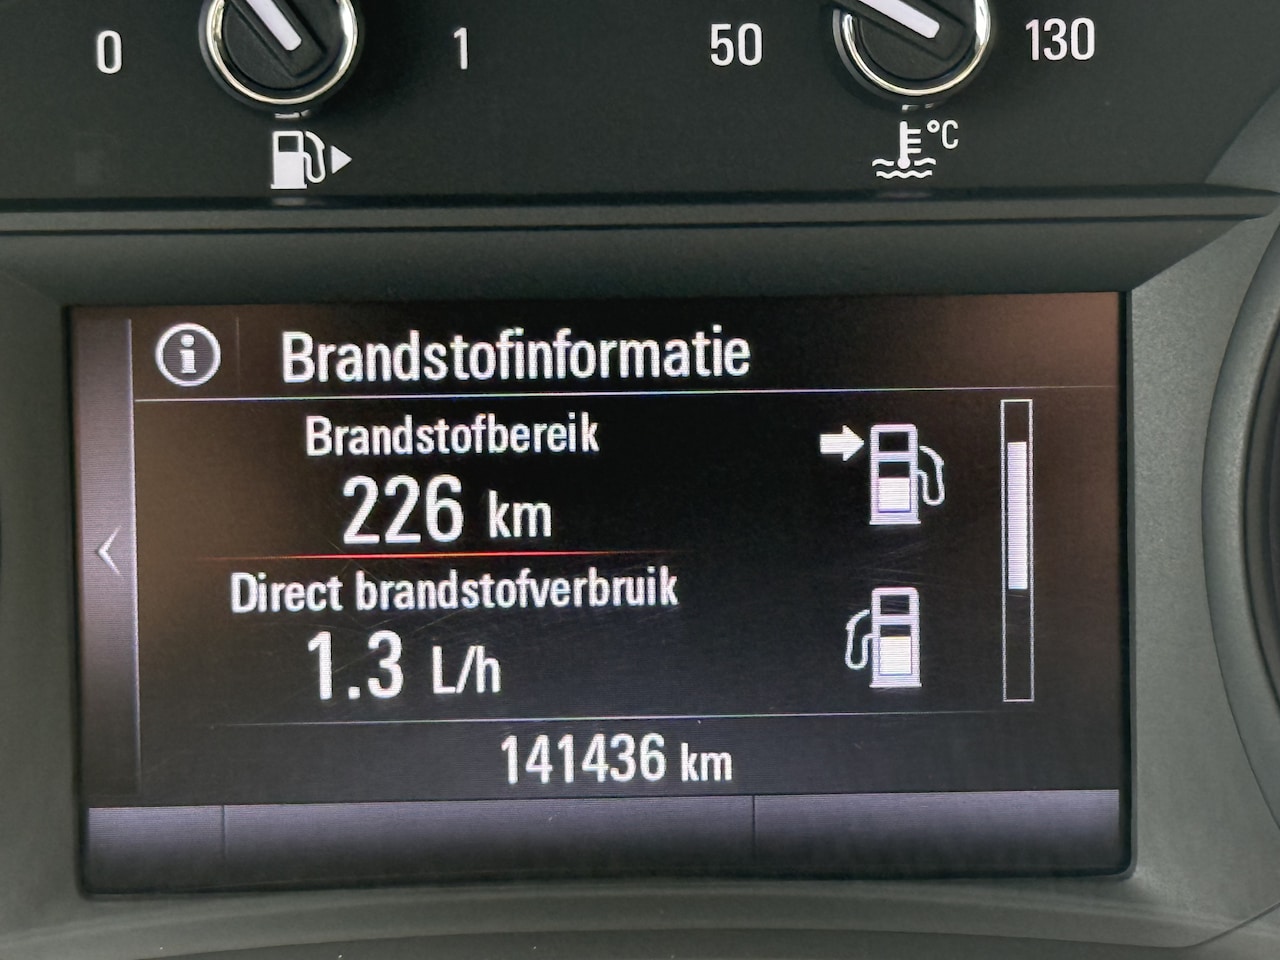 0 1 50 130
°C
Brandstofinformatie
Brandstofbereik
226 km
Direct brandstofverbruik
1.3 L/h
141436 km